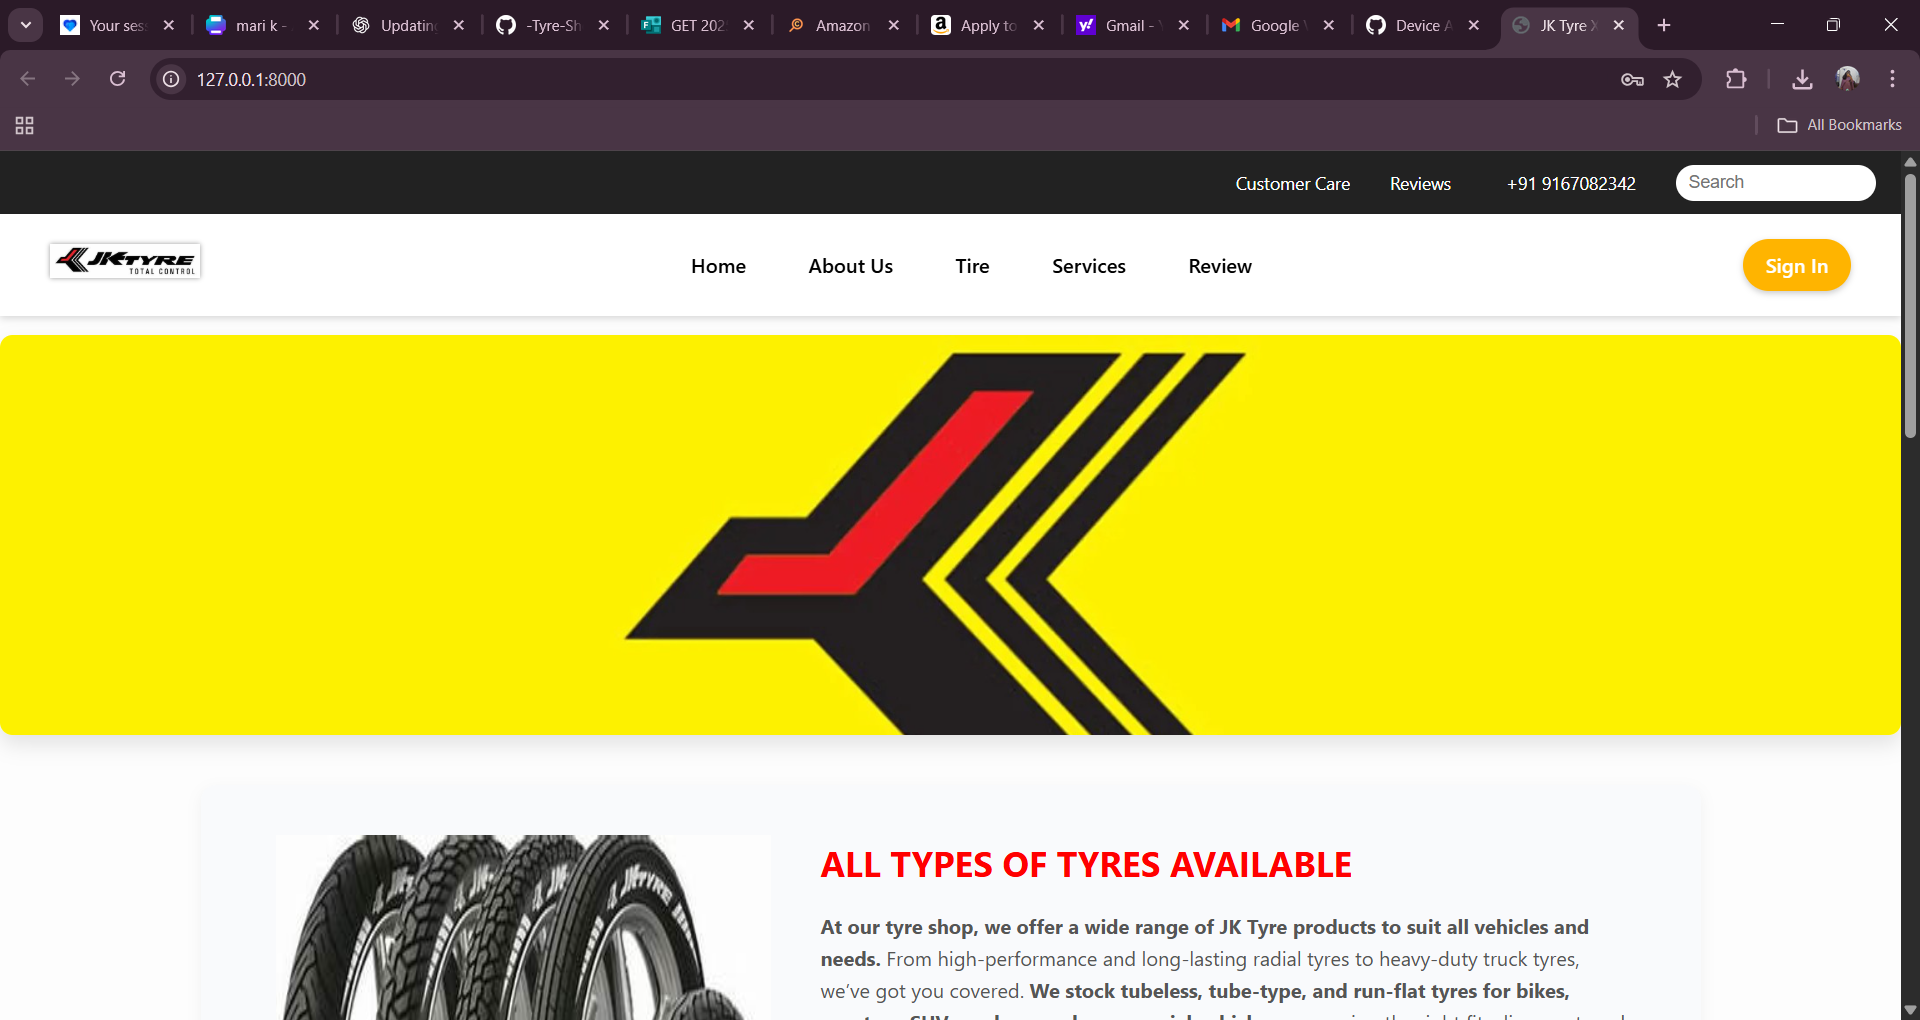 Your ses
mari k -
Updating
-Tyre-Sh
GET 202
Amazon
Apply to
Gmail -
Google
Device A
JK Tyre X
127.0.0.1:8000
All Bookmarks
Customer Care
Reviews
+91 9167082342
Search
JKTYRE
TOTAL CONTROL
Home
About Us
Tire
Services
Review
Sign In
ALL TYPES OF TYRES AVAILABLE
At our tyre shop, we offer a wide range of JK Tyre products to suit all vehicles and
needs. From high-performance and long-lasting radial tyres to heavy-duty truck tyres,
we've got you covered. We stock tubeless, tube-type, and run-flat tyres for bikes,
JKTYRE